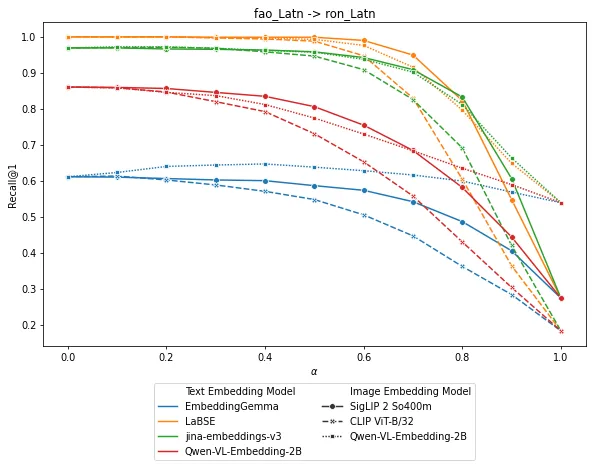 fao_Latn -> ron_Latn
Recall@1
1.0
0.9
0.8
0.7
0.6
0.5
0.4
0.3
0.2
0.0 0.2 0.4 0.6 0.8 1.0
α
Text Embedding Model Image Embedding Model
EmbeddingGemma SigLIP 2 So400m
LaBSE CLIP ViT-B/32
jina-embeddings-v3 Qwen-VL-Embedding-2B
Qwen-VL-Embedding-2B